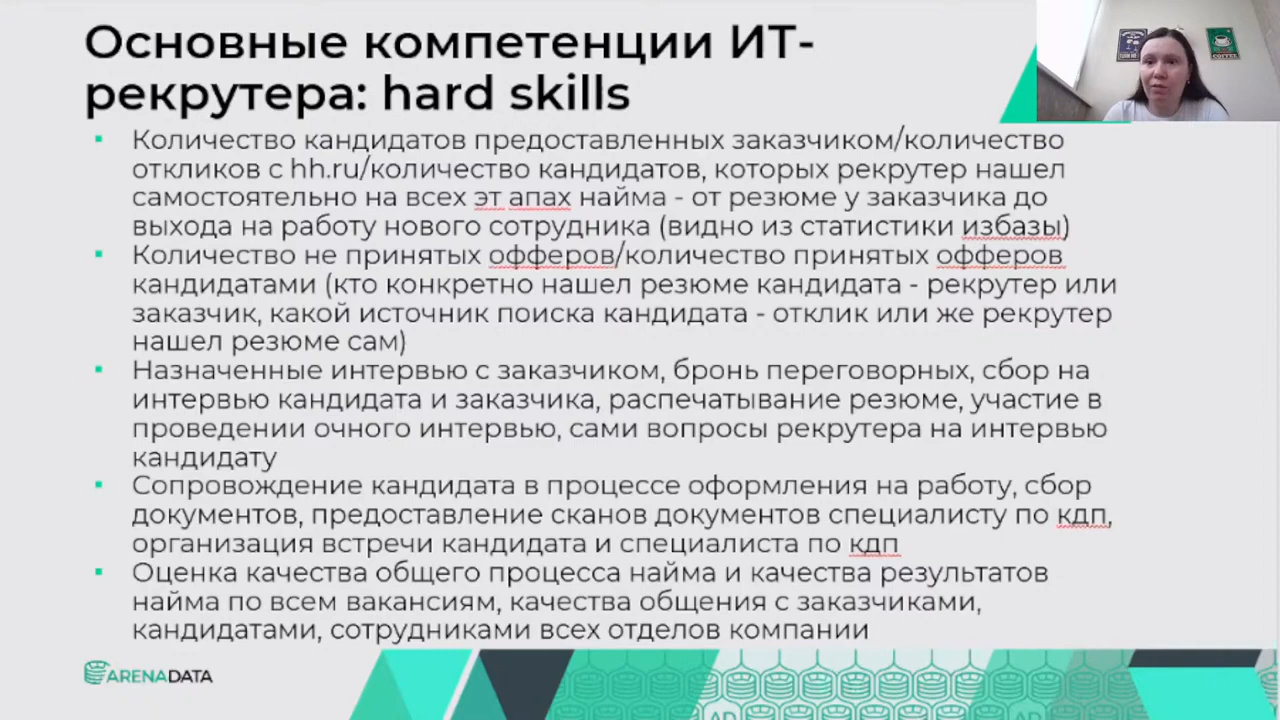 Основные компетенции ИТ-
рекрутера: hard skills
Количество кандидатов предоставленных заказчиком/количество
откликов с hh.ru/количество кандидатов, которых рекрутер нашел
самостоятельно на всех эт апах найма - от резюме у заказчика до
выхода на работу нового сотрудника (видно из статистики избазы)
Количество не принятых офферов/количество принятых офферов
кандидатами (кто конкретно нашел резюме кандидата - рекрутер или
заказчик, какой источник поиска кандидата - отклик или же рекрутер
нашел резюме сам)
Назначенные интервью с заказчиком, бронь переговорных, сбор на
интервью кандидата и заказчика, распечатывание резюме, участие в
проведении очного интервью, сами вопросы рекрутера на интервью
кандидату
Сопровождение кандидата в процессе оформления на работу, сбор
документов, предоставление сканов документов специалисту по кдп,
организация встречи кандидата и специалиста по кдп
Оценка качества общего процесса найма и качества результатов
найма по всем вакансиям, качества общения с заказчиками,
кандидатами, сотрудниками всех отделов компании
ARENADATA